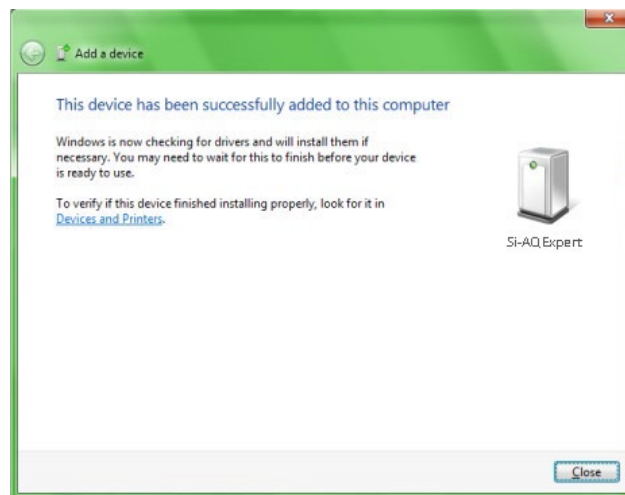 Add a device
This device has been successfully added to this computer
Windows is now checking for drivers and will install them if
necessary. You may need to wait for this to finish before your device
is ready to use.
To verify if this device finished installing properly, look for it in
Devices and Printers.
Si-AQ Expert
Close